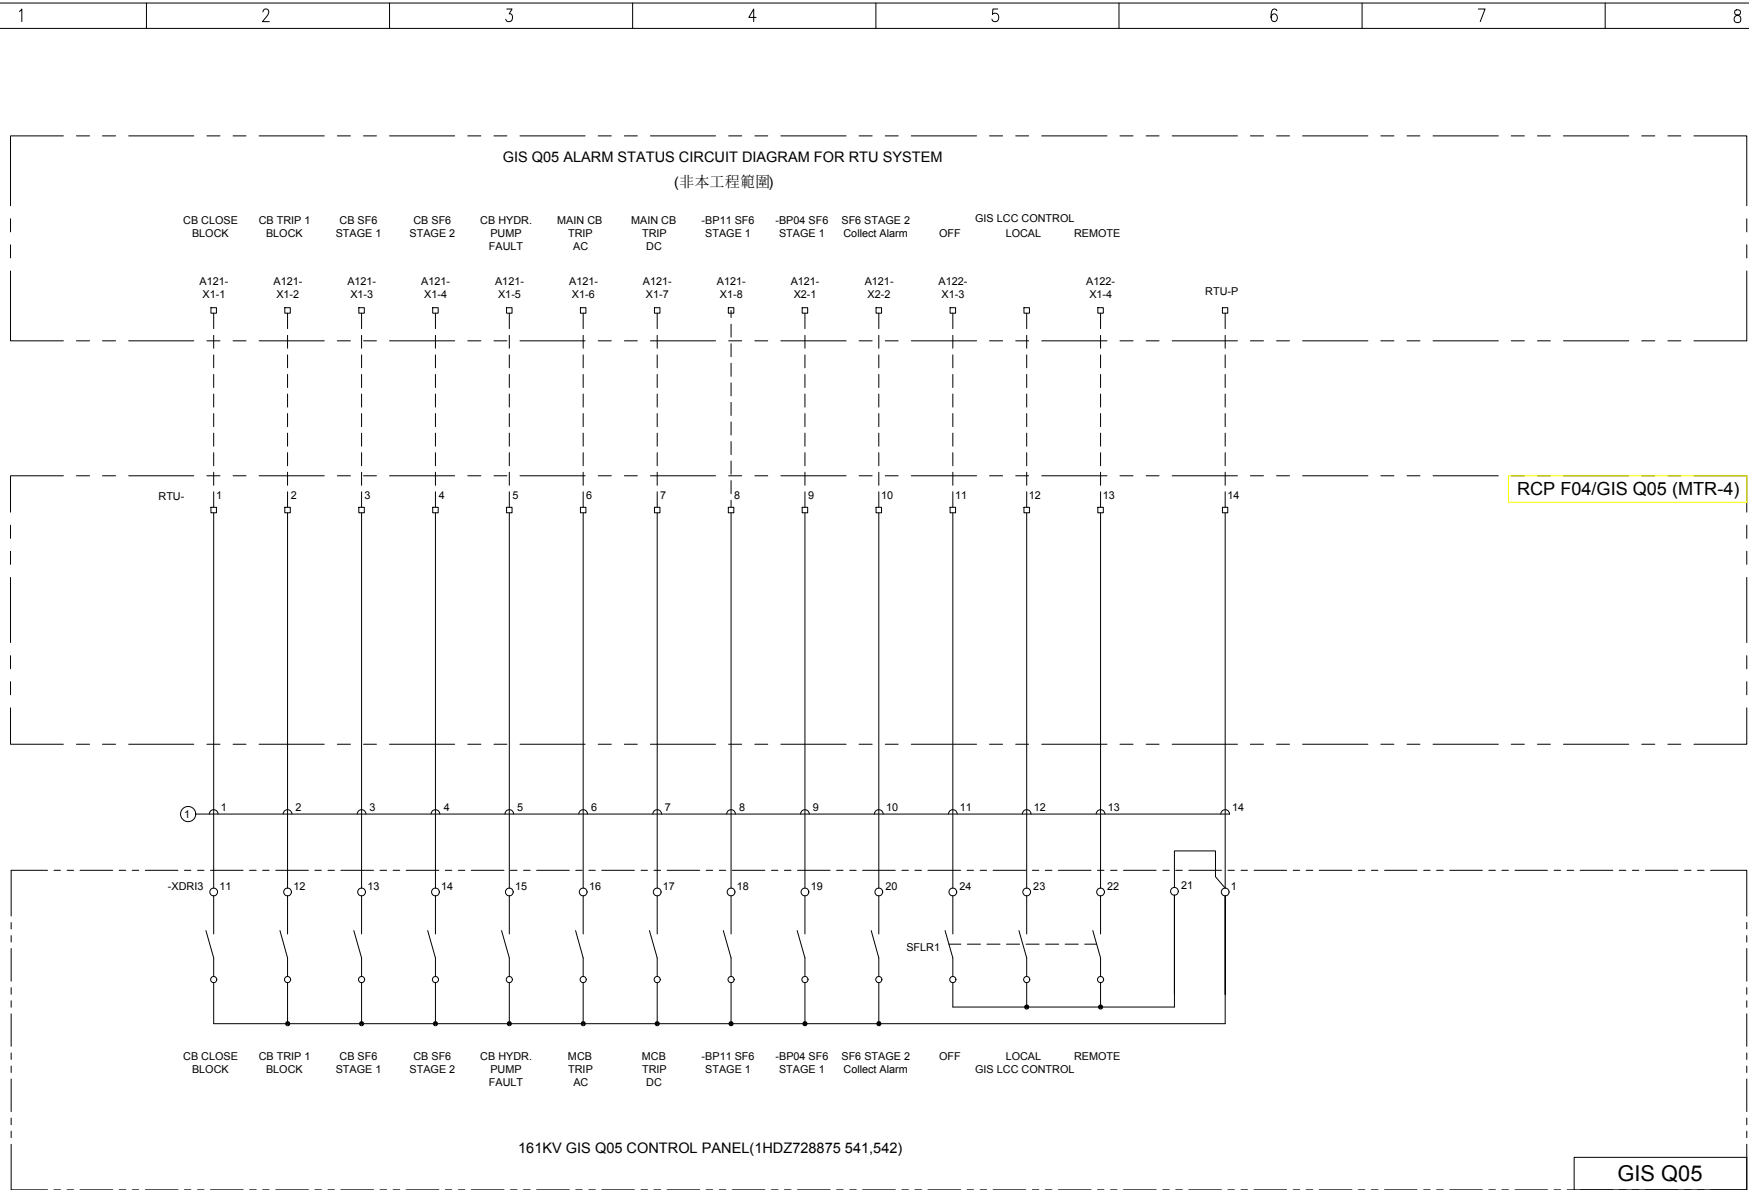 1 2 3 4 5 6 7 8
GIS Q05 ALARM STATUS CIRCUIT DIAGRAM FOR RTU SYSTEM
(非本工程範圍)
CB CLOSE CB TRIP 1 CB SF6 CB SF6 CB HYDR. MAIN CB MAIN CB -BP11 SF6 -BP04 SF6 SF6 STAGE 2 GIS LCC CONTROL
BLOCK BLOCK STAGE 1 STAGE 2 PUMP TRIP TRIP STAGE 1 STAGE 1 Collect Alarm OFF LOCAL REMOTE
FAULT AC DC
A121- A121- A121- A121- A121- A121- A121- A121- A121- A121- A122- A122-
X1-1 X1-2 X1-3 X1-4 X1-5 X1-6 X1-7 X1-8 X2-1 X2-2 X1-3 X1-4 RTU-P
RTU- 1 2 3 4 5 6 7 8 9 10 11 12 13 14 RCP F04/GIS Q05 (MTR-4)
1 1 2 3 4 5 6 7 8 9 10 11 12 13 14
-XDRI3 11 12 13 14 15 16 17 18 19 20 24 23 22 21 1
SFLR1
CB CLOSE CB TRIP 1 CB SF6 CB SF6 CB HYDR. MCB MCB -BP11 SF6 -BP04 SF6 SF6 STAGE 2 OFF LOCAL REMOTE
BLOCK BLOCK STAGE 1 STAGE 2 PUMP TRIP TRIP STAGE 1 STAGE 1 Collect Alarm GIS LCC CONTROL
FAULT AC DC
161KV GIS Q05 CONTROL PANEL(1HDZ728875 541,542)
GIS Q05